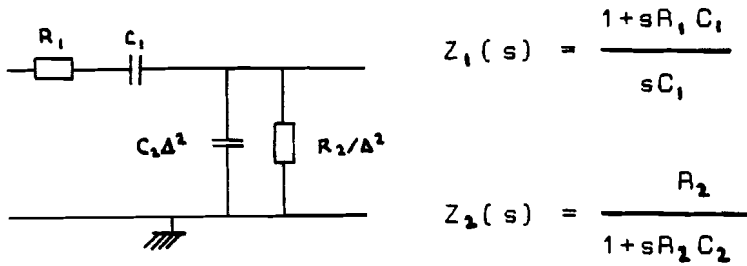 R₁ C₁
C₂Δ² R₂/Δ²
Z₁(s) = (1+sR₁C₁)/(sC₁)
Z₂(s) = R₂/(1+sR₂C₂)